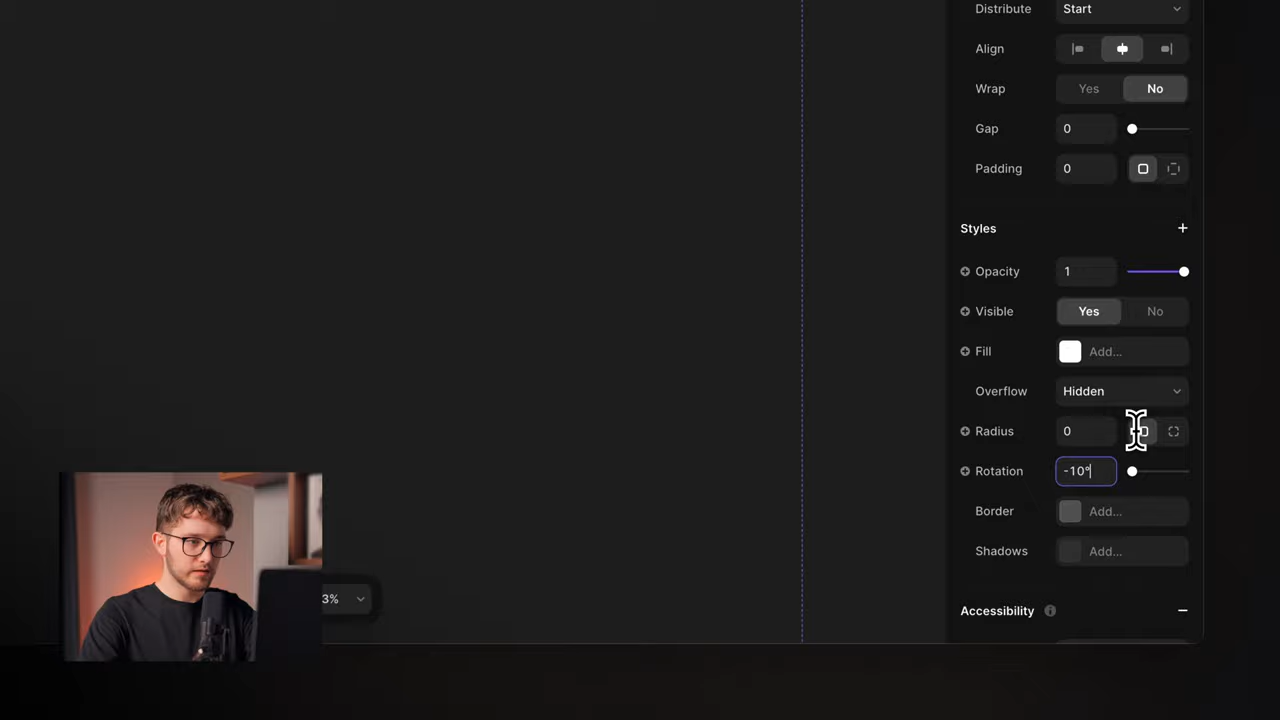 Distribute Start
Align
Wrap Yes No
Gap 0
Padding 0
Styles
Opacity 1
Visible Yes No
Fill Add...
Overflow Hidden
Radius 0
Rotation -10°
Border Add...
Shadows Add...
3%
Accessibility